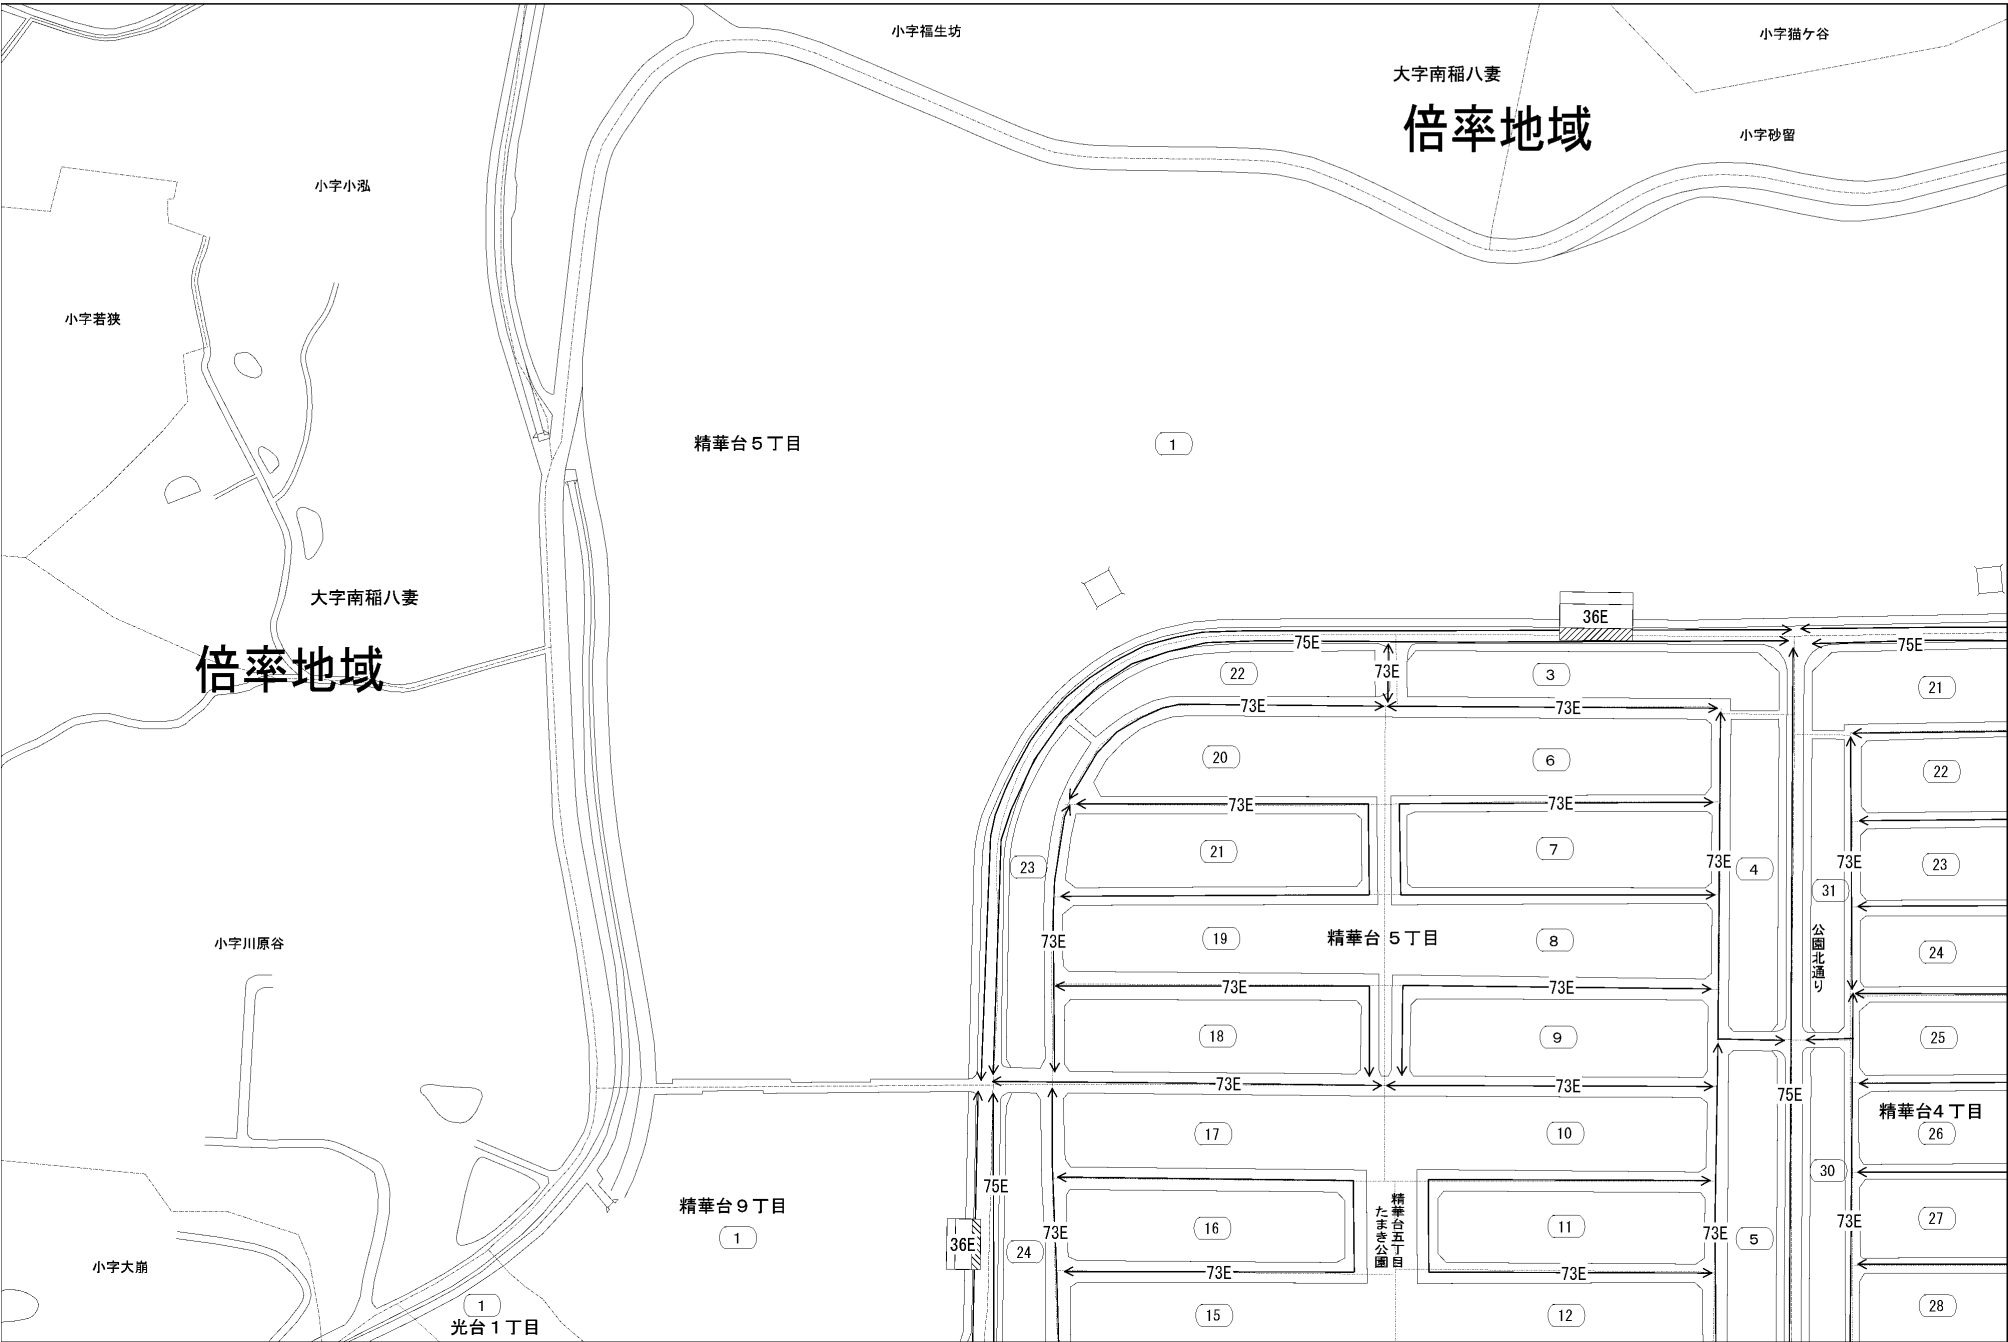 小字福生坊
小字猫ケ谷
大字南稲八妻
倍率地域
小字砂留
小字小泓
小字若狭
精華台５丁目
1
大字南稲八妻
倍率地域
36E
75E
75E
22
73E
3
21
73E
73E
20
6
22
73E
73E
21
7
73E
4
73E
23
23
31
19
精華台 5丁目
8
73E
公園北通り
24
小字川原谷
73E
73E
18
9
25
73E
73E
75E
精華台4丁目
17
10
26
30
75E
精華台９丁目
1
36E
24
73E
16
精華台五丁目
たまき公園
11
73E
5
73E
27
小字大崩
73E
73E
1
光台１丁目
15
12
28